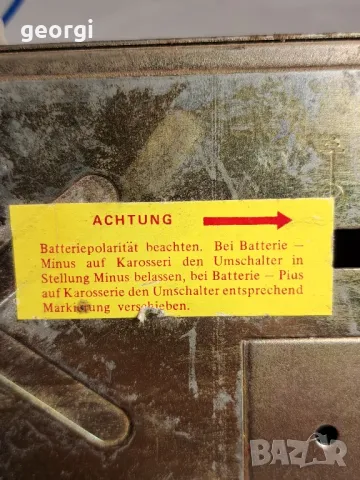 georgi
ACHTUNG
Batteriepolarität beachten. Bei Batterie –
Minus auf Karosseri den Umschalter in
Stellung Minus belassen, bei Batterie – Pius
auf Karosserie den Umschalter entsprechend
Markierung verschieben.
BAZAR